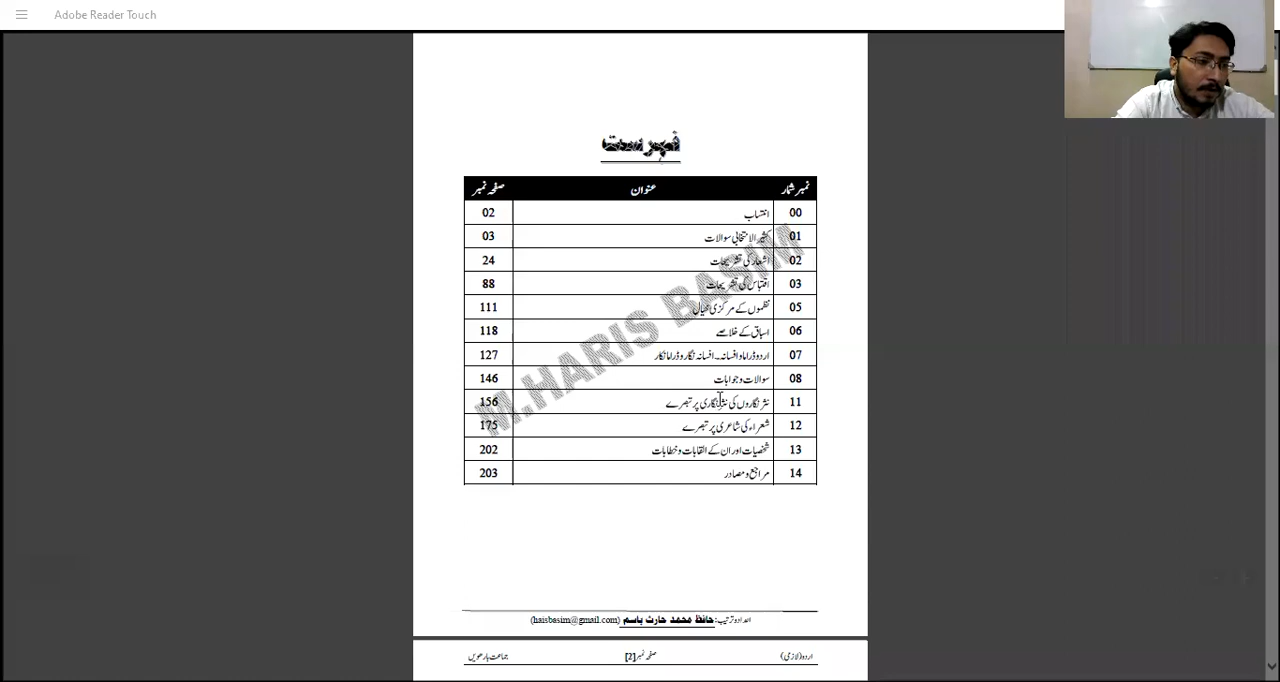 Adobe Reader Touch
فہرست
نمبر شمار عنوان صفحہ نمبر
00 انتساب 02
01 کثیر الانتخابی سوالات 03
02 اشعار کی تشریحات 24
03 اقتباس کی تشریحات 88
05 نظموں کے مرکزی خیال 111
06 اسباق کے خلاصے 118
07 اردو ڈراما و افسانہ۔۔ افسانہ نگار و ڈراما نگار 127
08 سوالات و جوابات 146
11 نثر نگاروں کی نثر نگاری پر تبصرے 156
12 شعراء کی شاعری پر تبصرے 175
13 شخصیات اور ان کے القابات و خطابات 202
14 مراجع و مصادر 203
M.HARIS BASIM
اعداد و ترتیب: حافظ محمد حارث باسم (haisbasim@gmail.com)
اردو (لازمی) صفحہ نمبر [2] جماعت بارھویں